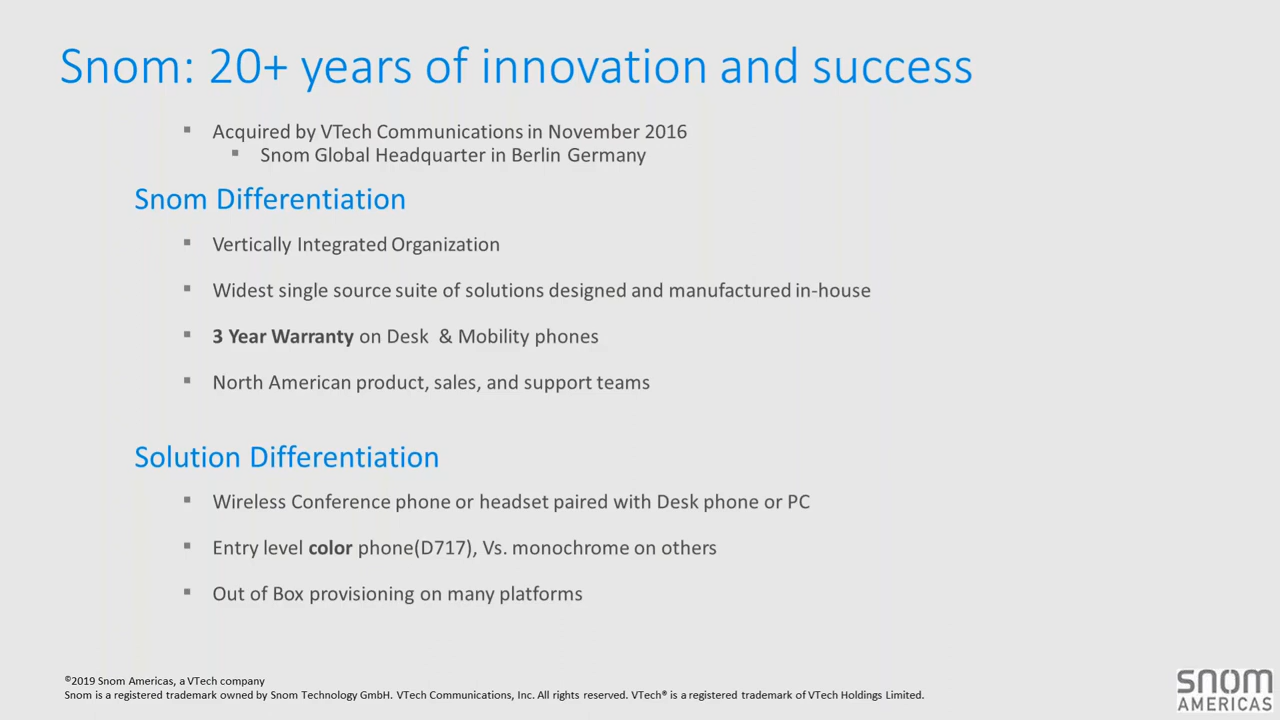 Snom: 20+ years of innovation and success
▪ Acquired by VTech Communications in November 2016
▪ Snom Global Headquarter in Berlin Germany
Snom Differentiation
▪ Vertically Integrated Organization
▪ Widest single source suite of solutions designed and manufactured in-house
▪ 3 Year Warranty on Desk & Mobility phones
▪ North American product, sales, and support teams
Solution Differentiation
▪ Wireless Conference phone or headset paired with Desk phone or PC
▪ Entry level color phone(D717), Vs. monochrome on others
▪ Out of Box provisioning on many platforms
©2019 Snom Americas, a VTech company
Snom is a registered trademark owned by Snom Technology GmbH. VTech Communications, Inc. All rights reserved. VTech® is a registered trademark of VTech Holdings Limited.
snom
AMERICAS